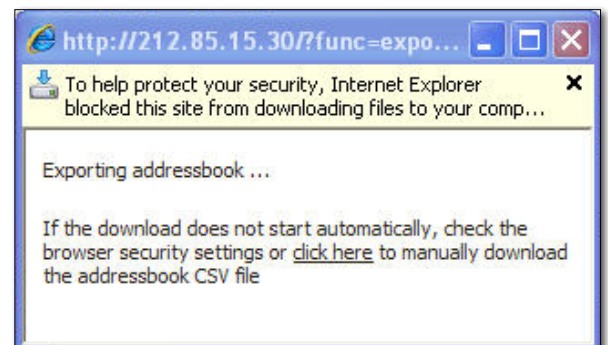 http://212.85.15.30/?func=expo...
To help protect your security, Internet Explorer
blocked this site from downloading files to your comp...
Exporting addressbook ...
If the download does not start automatically, check the
browser security settings or click here to manually download
the addressbook CSV file